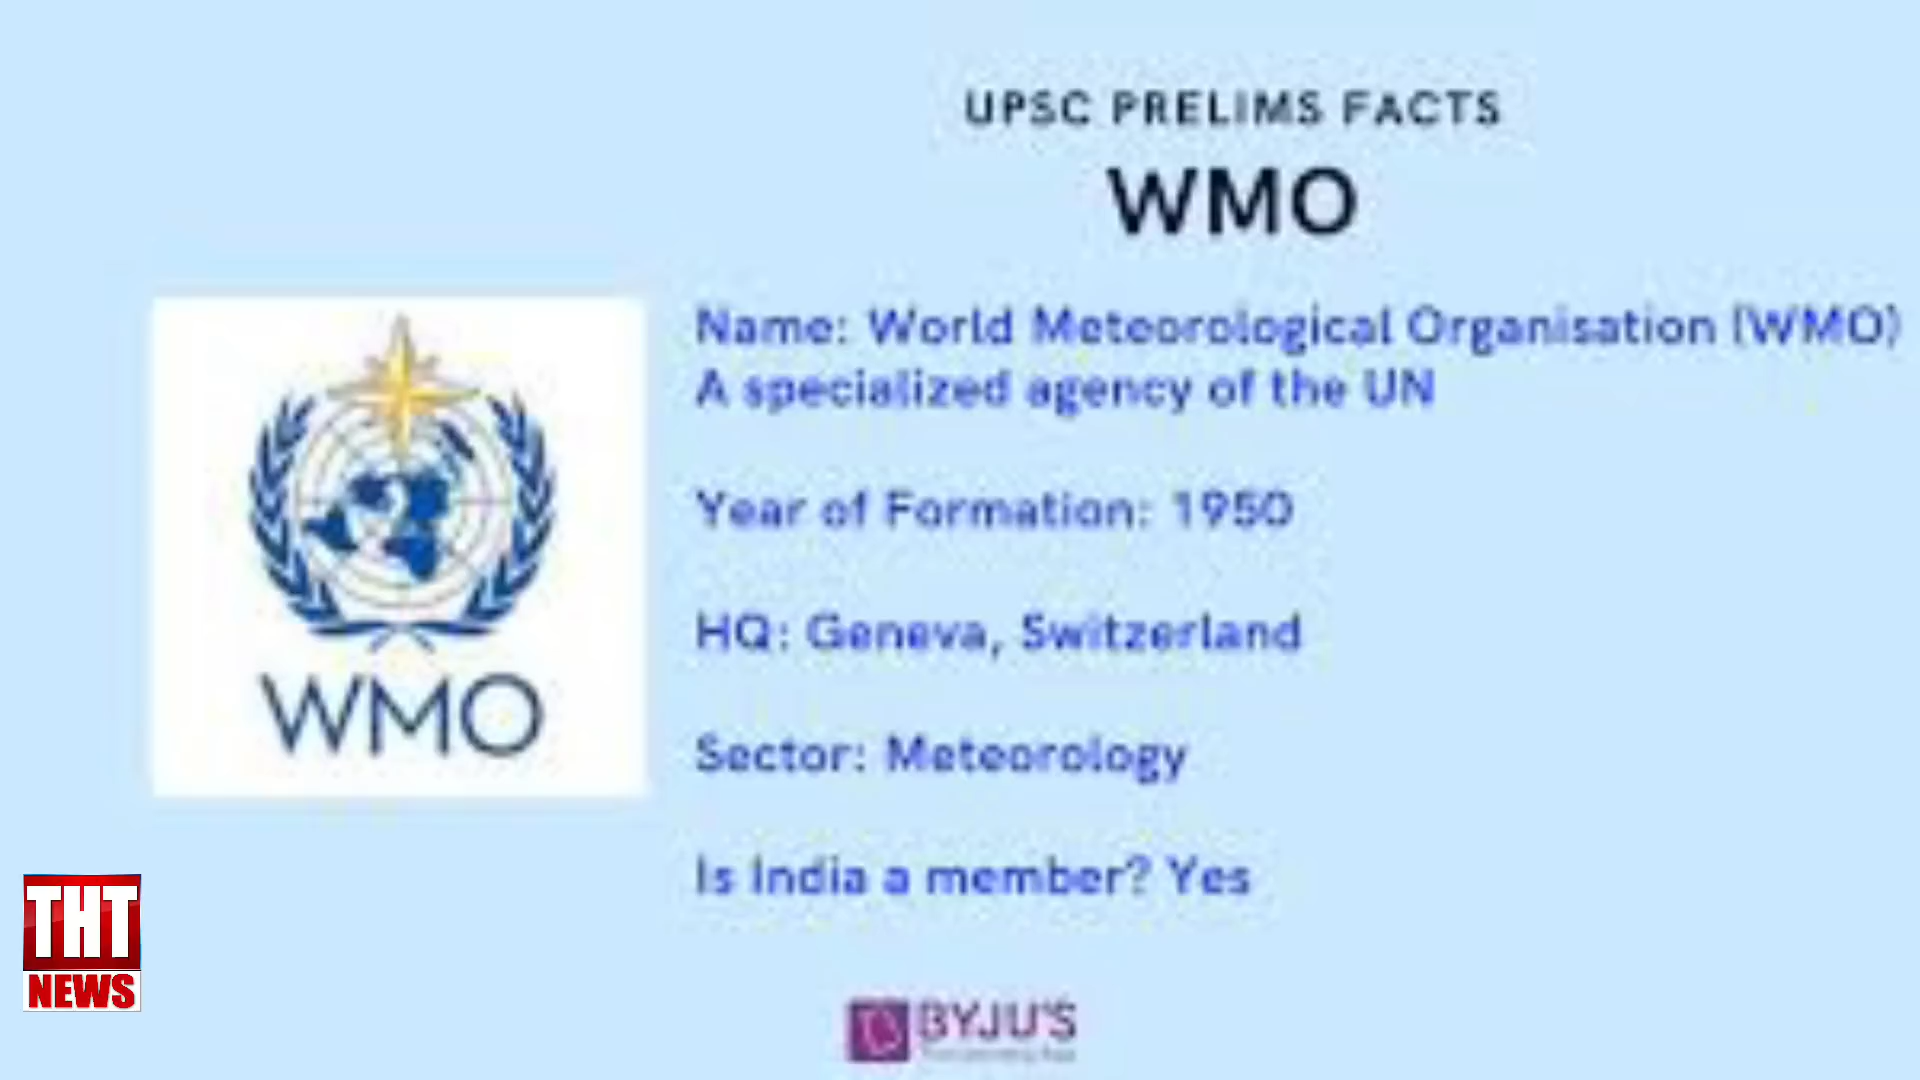 UPSC PRELIMS FACTS
WMO
Name: World Meteorological Organisation (WMO)
A specialized agency of the UN
Year of Formation: 1950
HQ: Geneva, Switzerland
Sector: Meteorology
Is India a member? Yes
WMO
THT
NEWS
BYJU'S